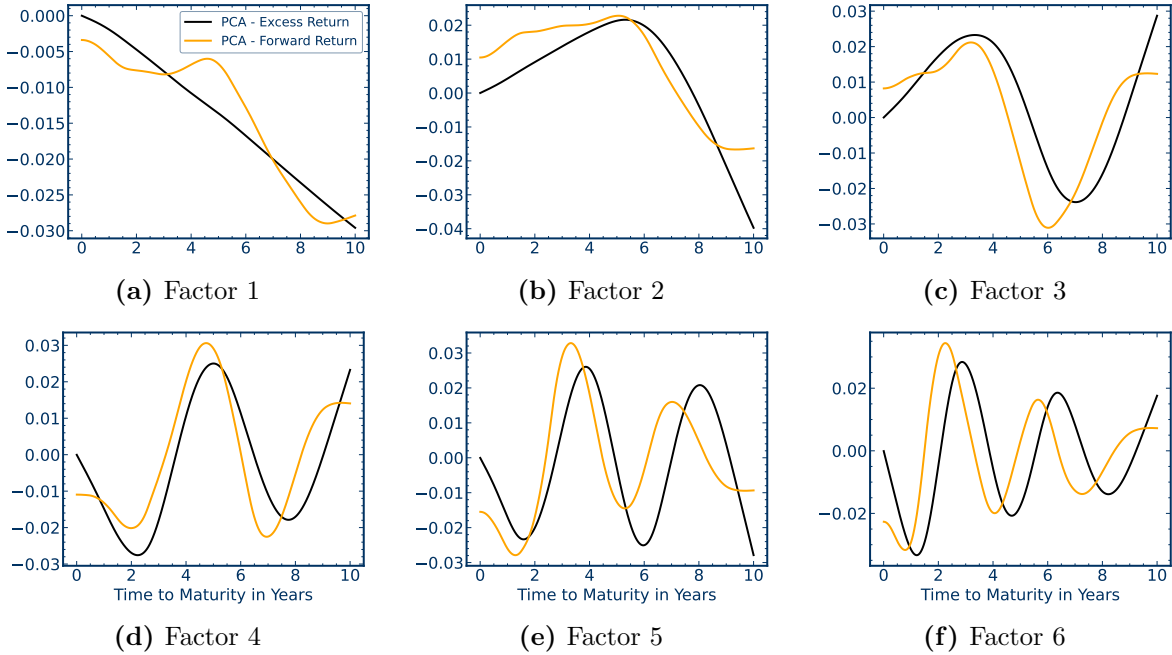 0.000
−0.005
−0.010
−0.015
−0.020
−0.025
−0.030
0 2 4 6 8 10
PCA - Excess Return
PCA - Forward Return
(a) Factor 1
0.02
0.01
0.00
−0.01
−0.02
−0.03
−0.04
0 2 4 6 8 10
(b) Factor 2
0.03
0.02
0.01
0.00
−0.01
−0.02
−0.03
0 2 4 6 8 10
(c) Factor 3
0.03
0.02
0.01
0.00
−0.01
−0.02
−0.03
0 2 4 6 8 10
Time to Maturity in Years
(d) Factor 4
0.03
0.02
0.01
0.00
−0.01
−0.02
−0.03
0 2 4 6 8 10
Time to Maturity in Years
(e) Factor 5
0.02
0.00
−0.02
0 2 4 6 8 10
Time to Maturity in Years
(f) Factor 6